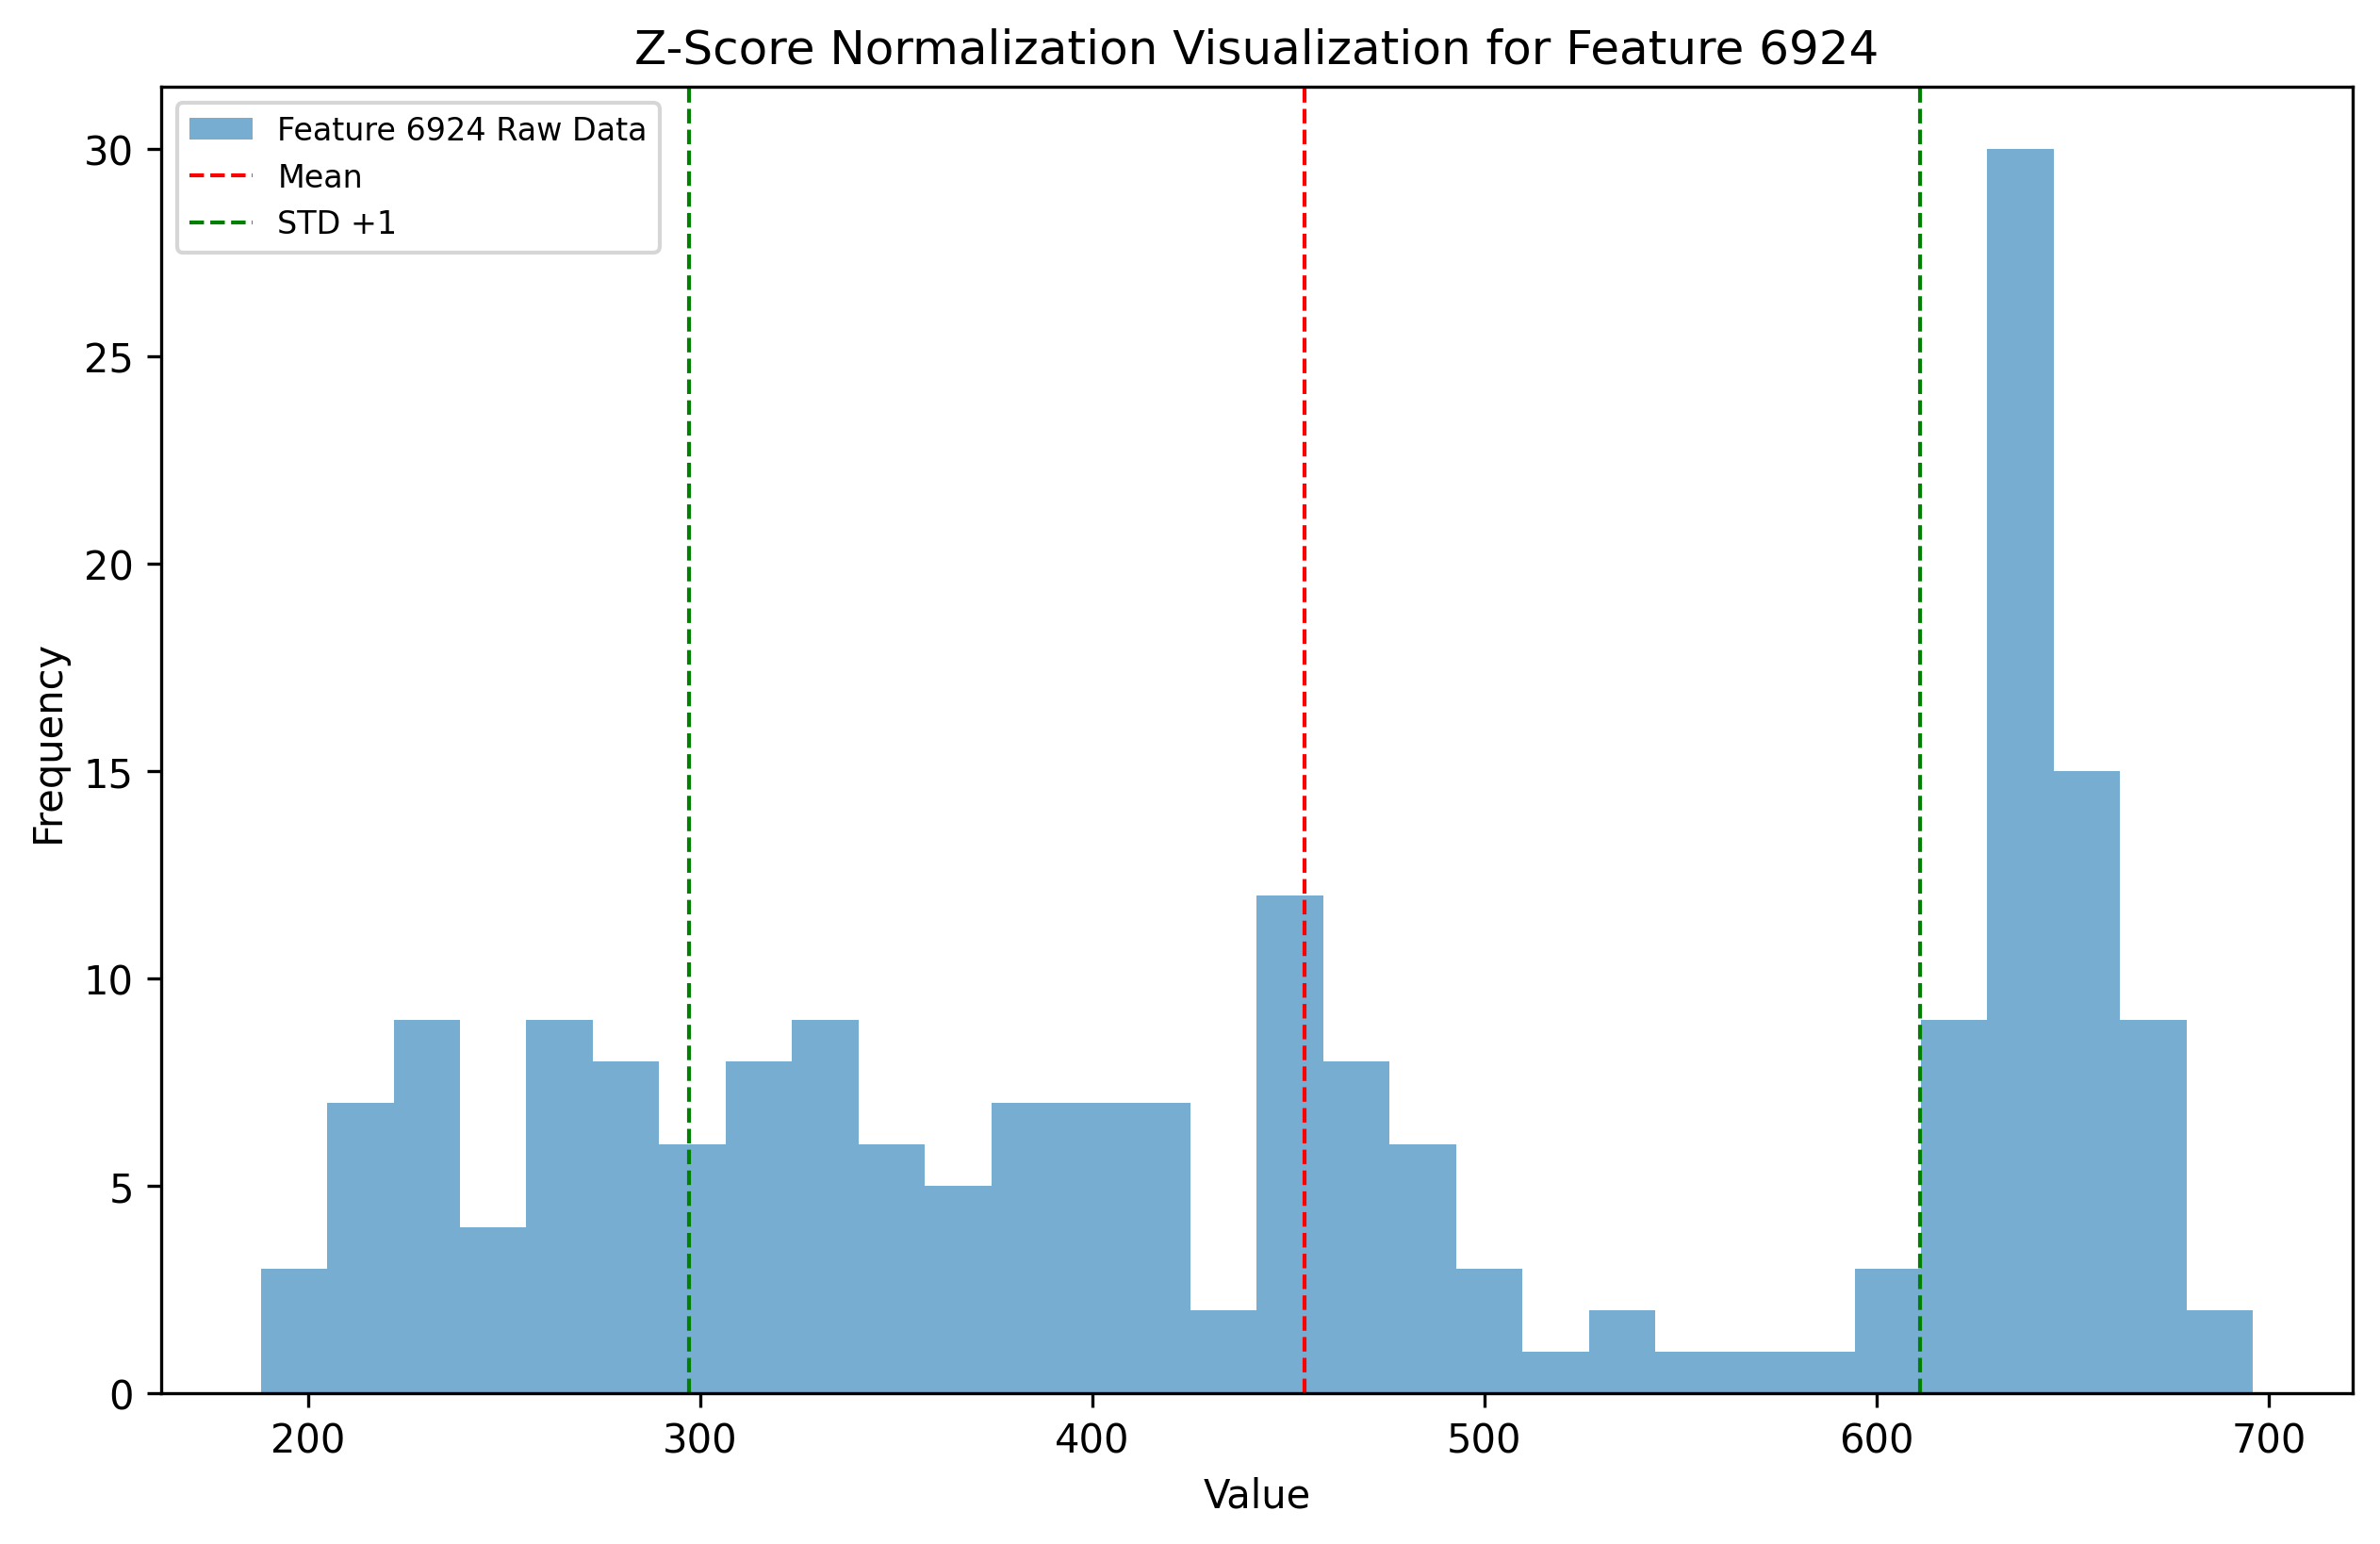 Z-Score Normalization Visualization for Feature 6924
Feature 6924 Raw Data
Mean
STD +1
30
25
20
15
10
5
0
Frequency
200 300 400 500 600 700
Value